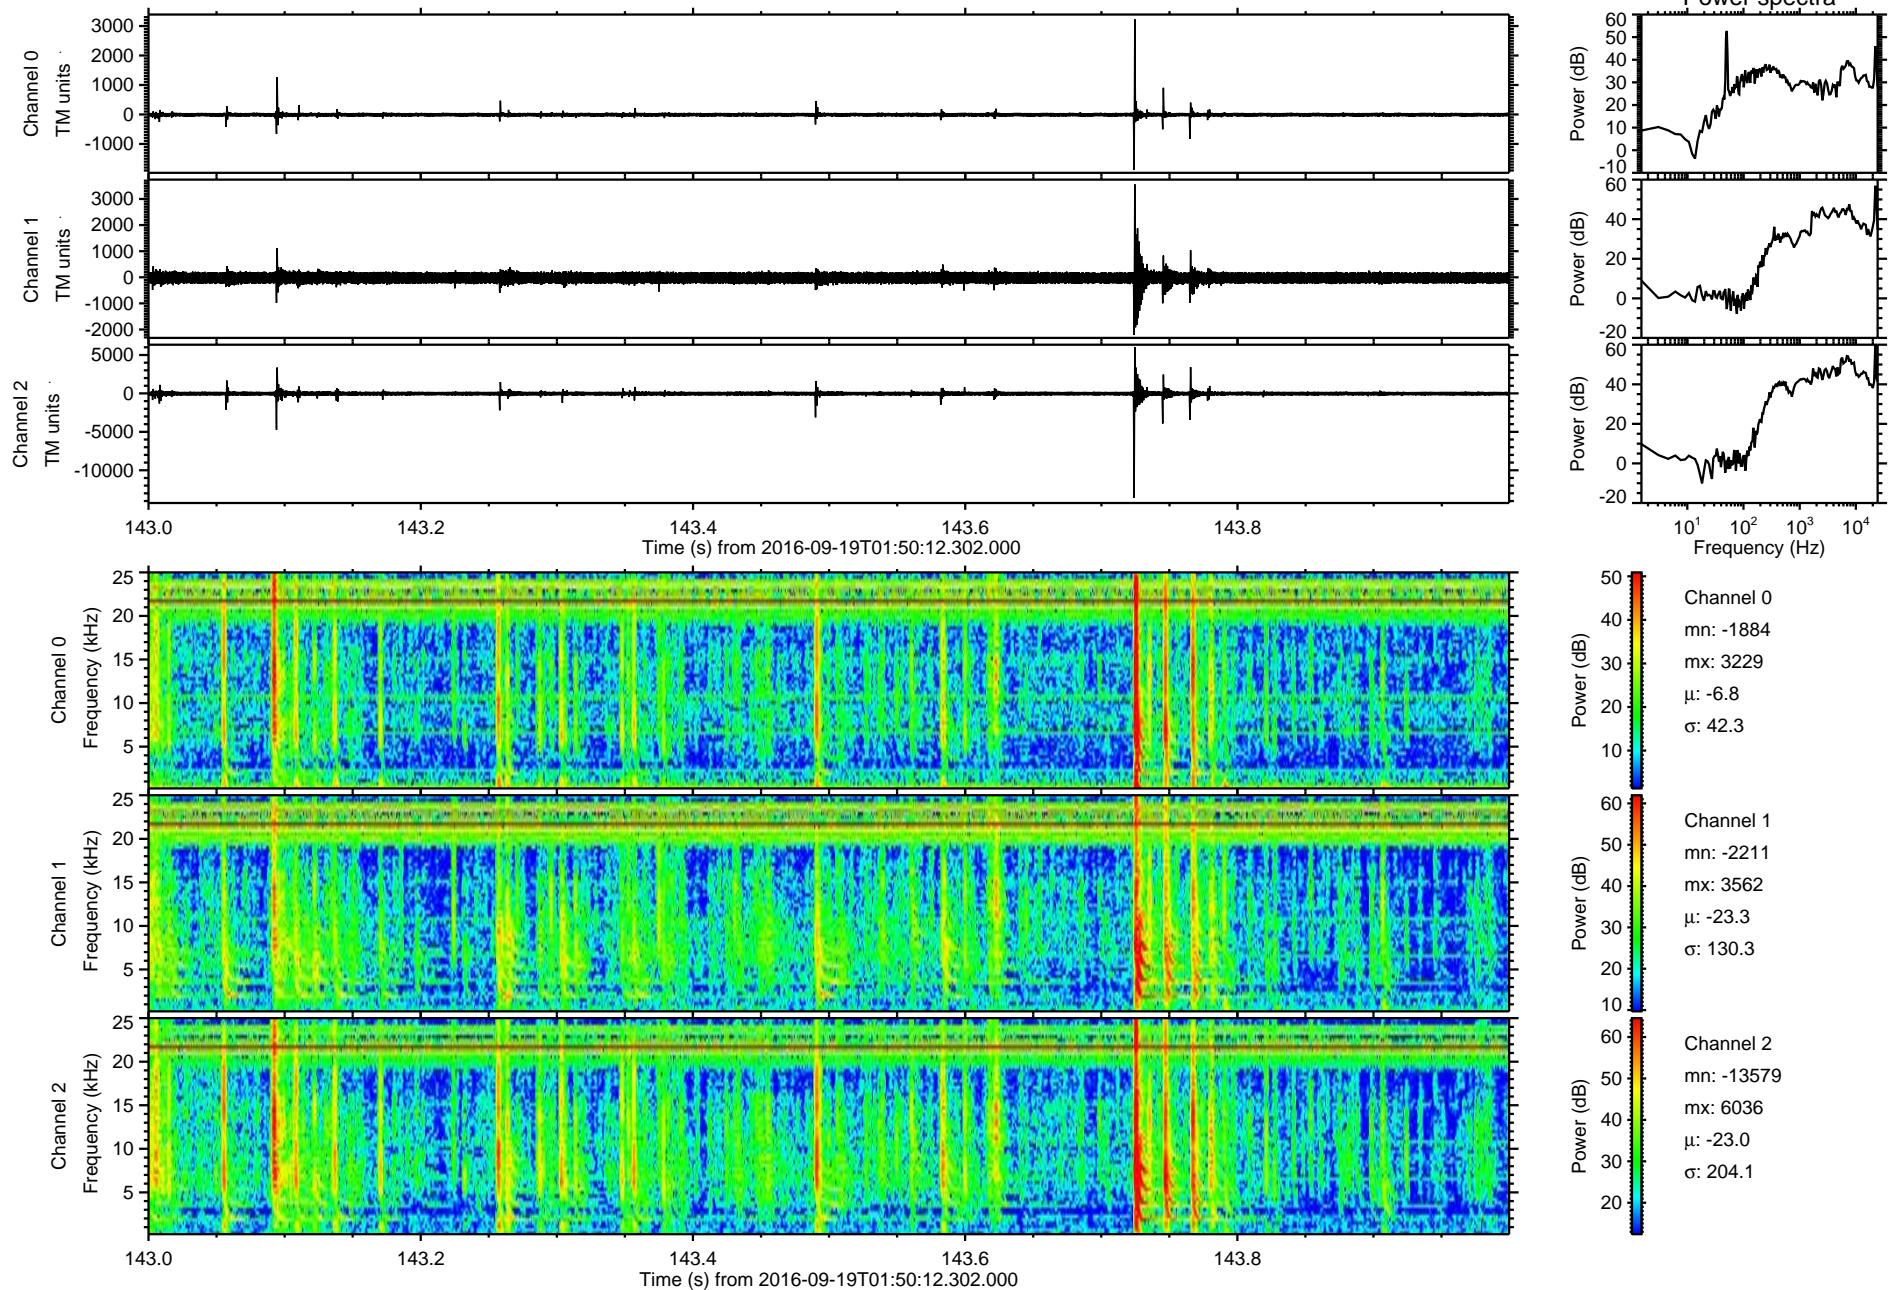 Power spectra
Channel 0
TM units
3000
2000
1000
0
-1000
Power (dB)
60
50
40
30
20
10
0
-10
Channel 1
TM units
3000
2000
1000
0
-1000
-2000
Power (dB)
60
40
20
0
-20
Channel 2
TM units
5000
0
-5000
-10000
Power (dB)
60
40
20
0
-20
143.0 143.2 143.4 143.6 143.8
Time (s) from 2016-09-19T01:50:12.302.000
10^1 10^2 10^3 10^4
Frequency (Hz)
Channel 0
Frequency (kHz)
25
20
15
10
5
Power (dB)
50
40
30
20
10
Channel 0
mn: -1884
mx: 3229
μ: -6.8
σ: 42.3
Channel 1
Frequency (kHz)
25
20
15
10
5
Power (dB)
60
50
40
30
20
10
Channel 1
mn: -2211
mx: 3562
μ: -23.3
σ: 130.3
Channel 2
Frequency (kHz)
25
20
15
10
5
Power (dB)
60
50
40
30
20
Channel 2
mn: -13579
mx: 6036
μ: -23.0
σ: 204.1
143.0 143.2 143.4 143.6 143.8
Time (s) from 2016-09-19T01:50:12.302.000